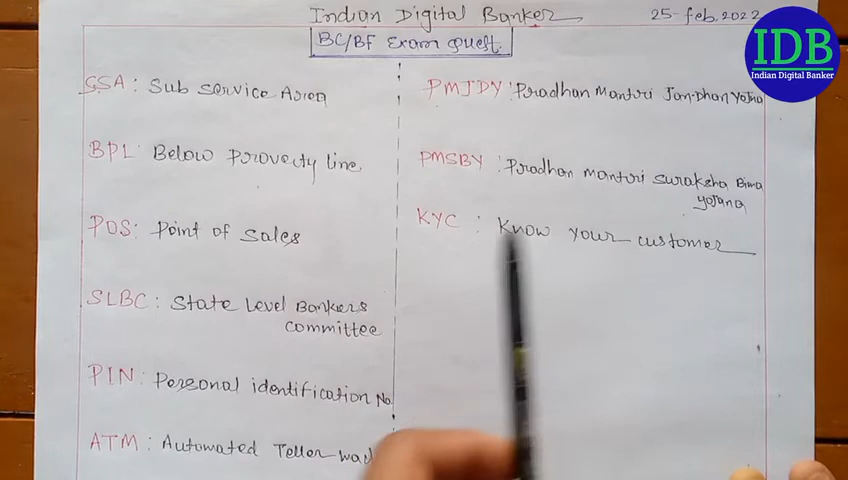 Indian Digital Banker
25-feb.2022
BC/BF Exam Quest.
IDB
Indian Digital Banker
SSA: Sub Service Area
BPL: Below Proverty line
POS: Point of Sales
SLBC: State Level Bankers
committee
PIN: Personal identification No.
ATM: Automated Teller
PMJDY: Pradhan Mantri Jan-Dhan Yojna
PMSBY: Pradhan mantri suraksha Bima
Yojana
KYC: Know Your customer